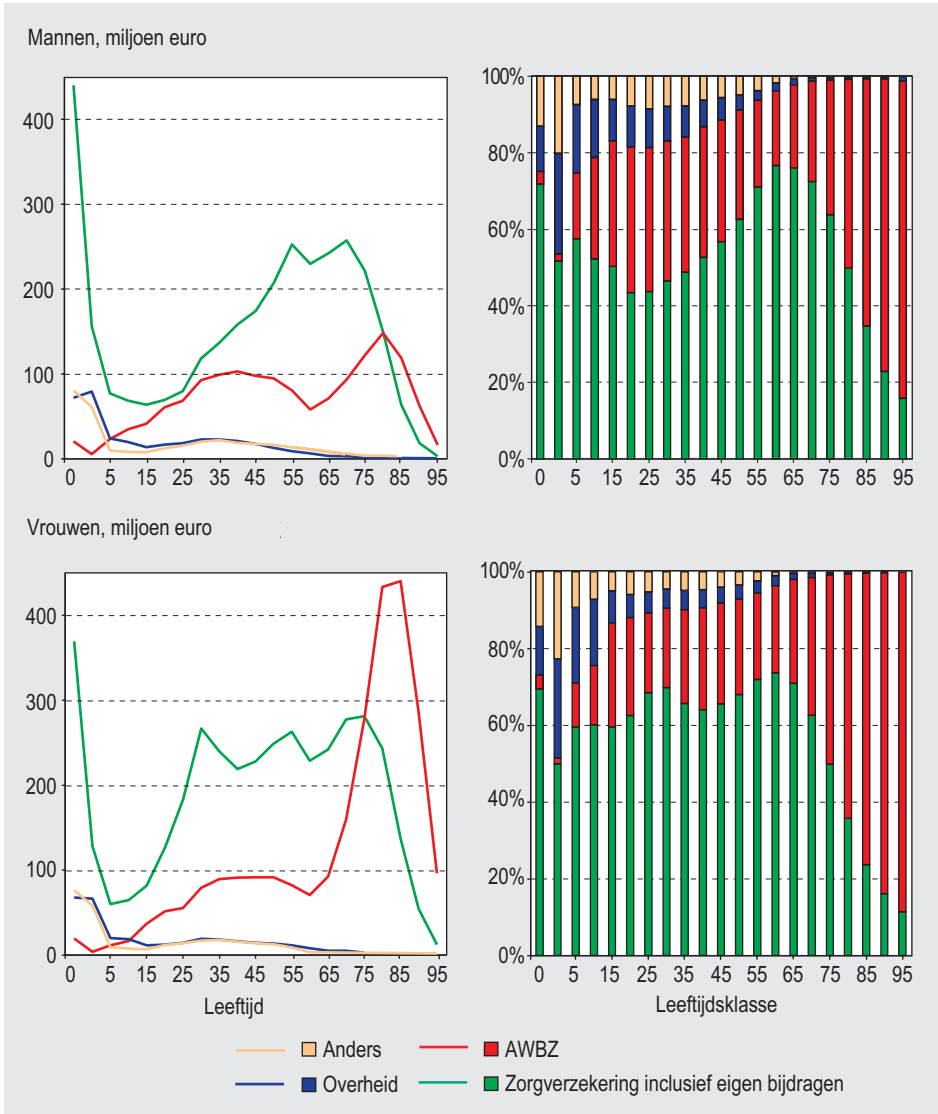 Mannen, miljoen euro
400
300
200
100
0
0 5 15 25 35 45 55 65 75 85 95
100%
80%
60%
40%
20%
0%
0 5 15 25 35 45 55 65 75 85 95
Vrouwen, miljoen euro
400
300
200
100
0
0 5 15 25 35 45 55 65 75 85 95
Leeftijd
100%
80%
60%
40%
20%
0%
0 5 15 25 35 45 55 65 75 85 95
Leeftijdsklasse
Anders
AWBZ
Overheid
Zorgverzekering inclusief eigen bijdragen